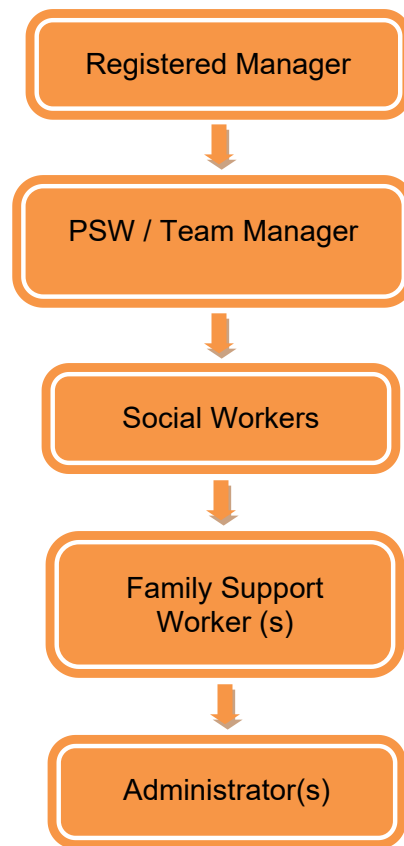 Registered Manager
PSW / Team Manager
Social Workers
Family Support
Worker (s)
Administrator(s)